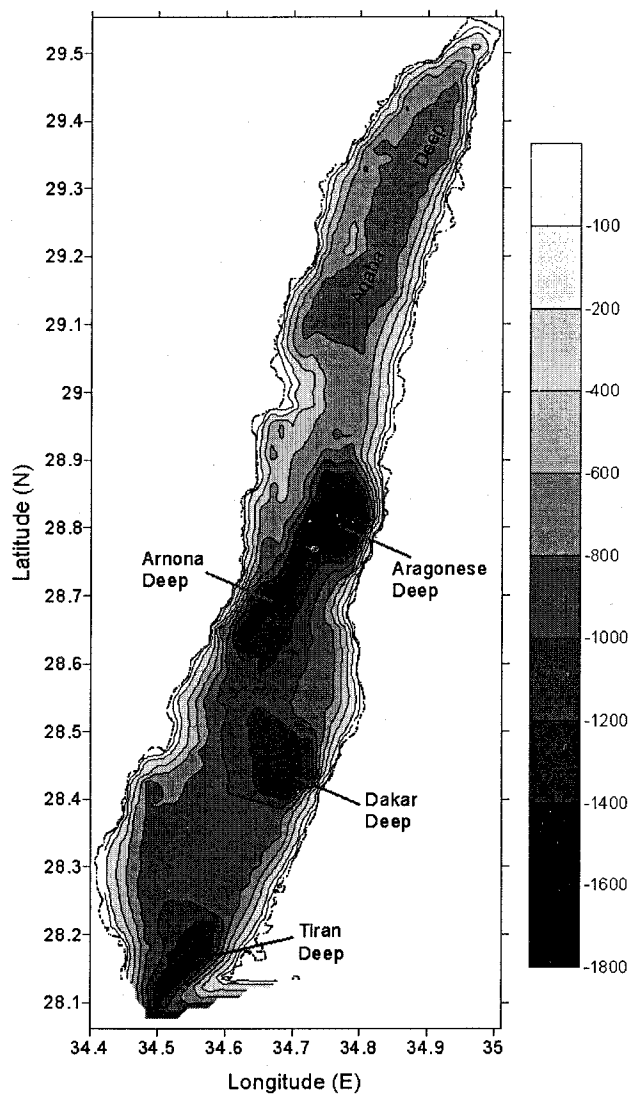 29.5
29.4
29.3
29.2
29.1
29
28.9
28.8
28.7
28.6
28.5
28.4
28.3
28.2
28.1
Latitude (N)
Deep
Aqaba
Arnona
Deep
Aragonese
Deep
Dakar
Deep
Tiran
Deep
34.4 34.5 34.6 34.7 34.8 34.9 35
Longitude (E)
-100
-200
-400
-600
-800
-1000
-1200
-1400
-1600
-1800